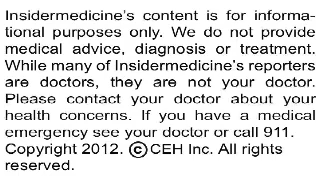 Insidermedicine's content is for informa-
tional purposes only. We do not provide
medical advice, diagnosis or treatment.
While many of Insidermedicine's reporters
are doctors, they are not your doctor.
Please contact your doctor about your
health concerns. If you have a medical
emergency see your doctor or call 911.
Copyright 2012. ©CEH Inc. All rights
reserved.